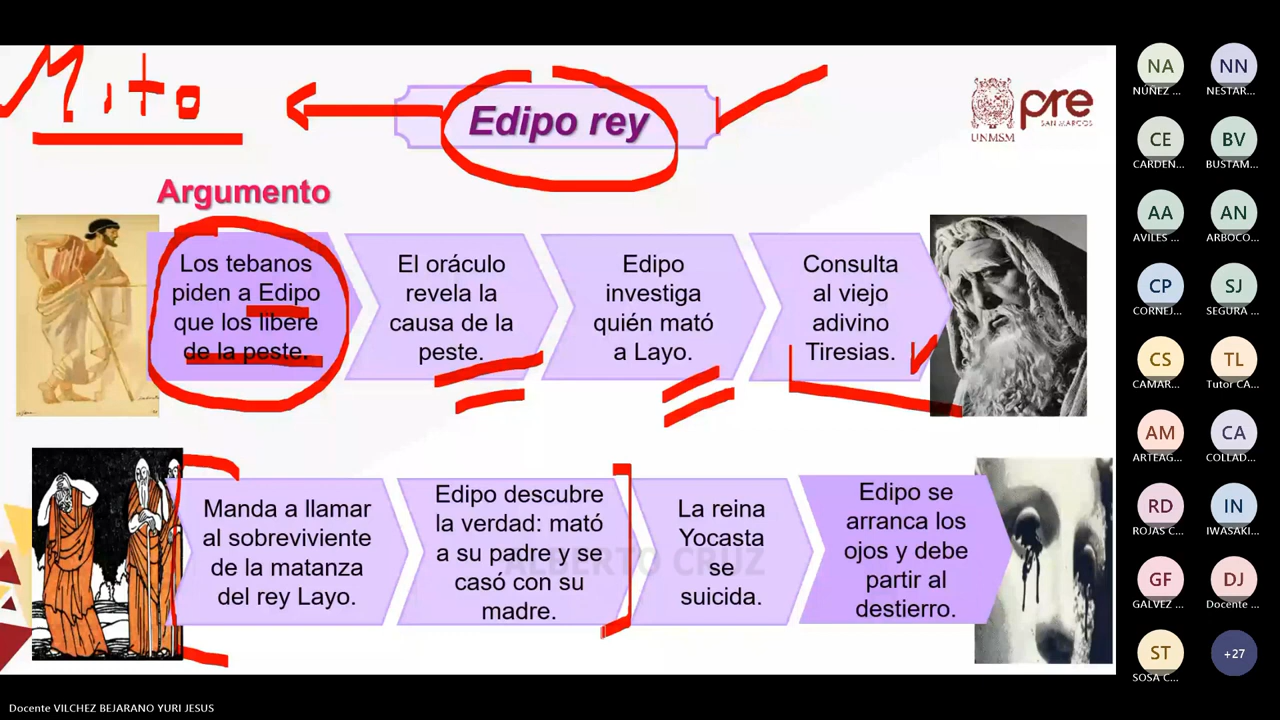 Mito
Edipo rey
UNMSM
pre
SAN MARCOS
Argumento
Los tebanos
piden a Edipo
que los libere
de la peste.
El oráculo
revela la
causa de la
peste.
Edipo
investiga
quién mató
a Layo.
Consulta
al viejo
adivino
Tiresias.
Manda a llamar
al sobreviviente
de la matanza
del rey Layo.
Edipo descubre
la verdad: mató
a su padre y se
casó con su
madre.
La reina
Yocasta
se
suicida.
Edipo se
arranca los
ojos y debe
partir al
destierro.
ALBERTO CRUZ
NA
NUÑEZ ...
NN
NESTAR...
CE
CARDEN...
BV
BUSTAM...
AA
AVILES ...
AN
ARBOCO...
CP
CORNEJ...
SJ
SEGURA ...
CS
CAMAR...
TL
Tutor CA...
AM
ARTEAG...
CA
COLLAD...
RD
ROJAS C...
IN
IWASAKI...
GF
GALVEZ ...
DJ
Docente ...
ST
SOSA C...
+27
Docente VILCHEZ BEJARANO YURI JESUS